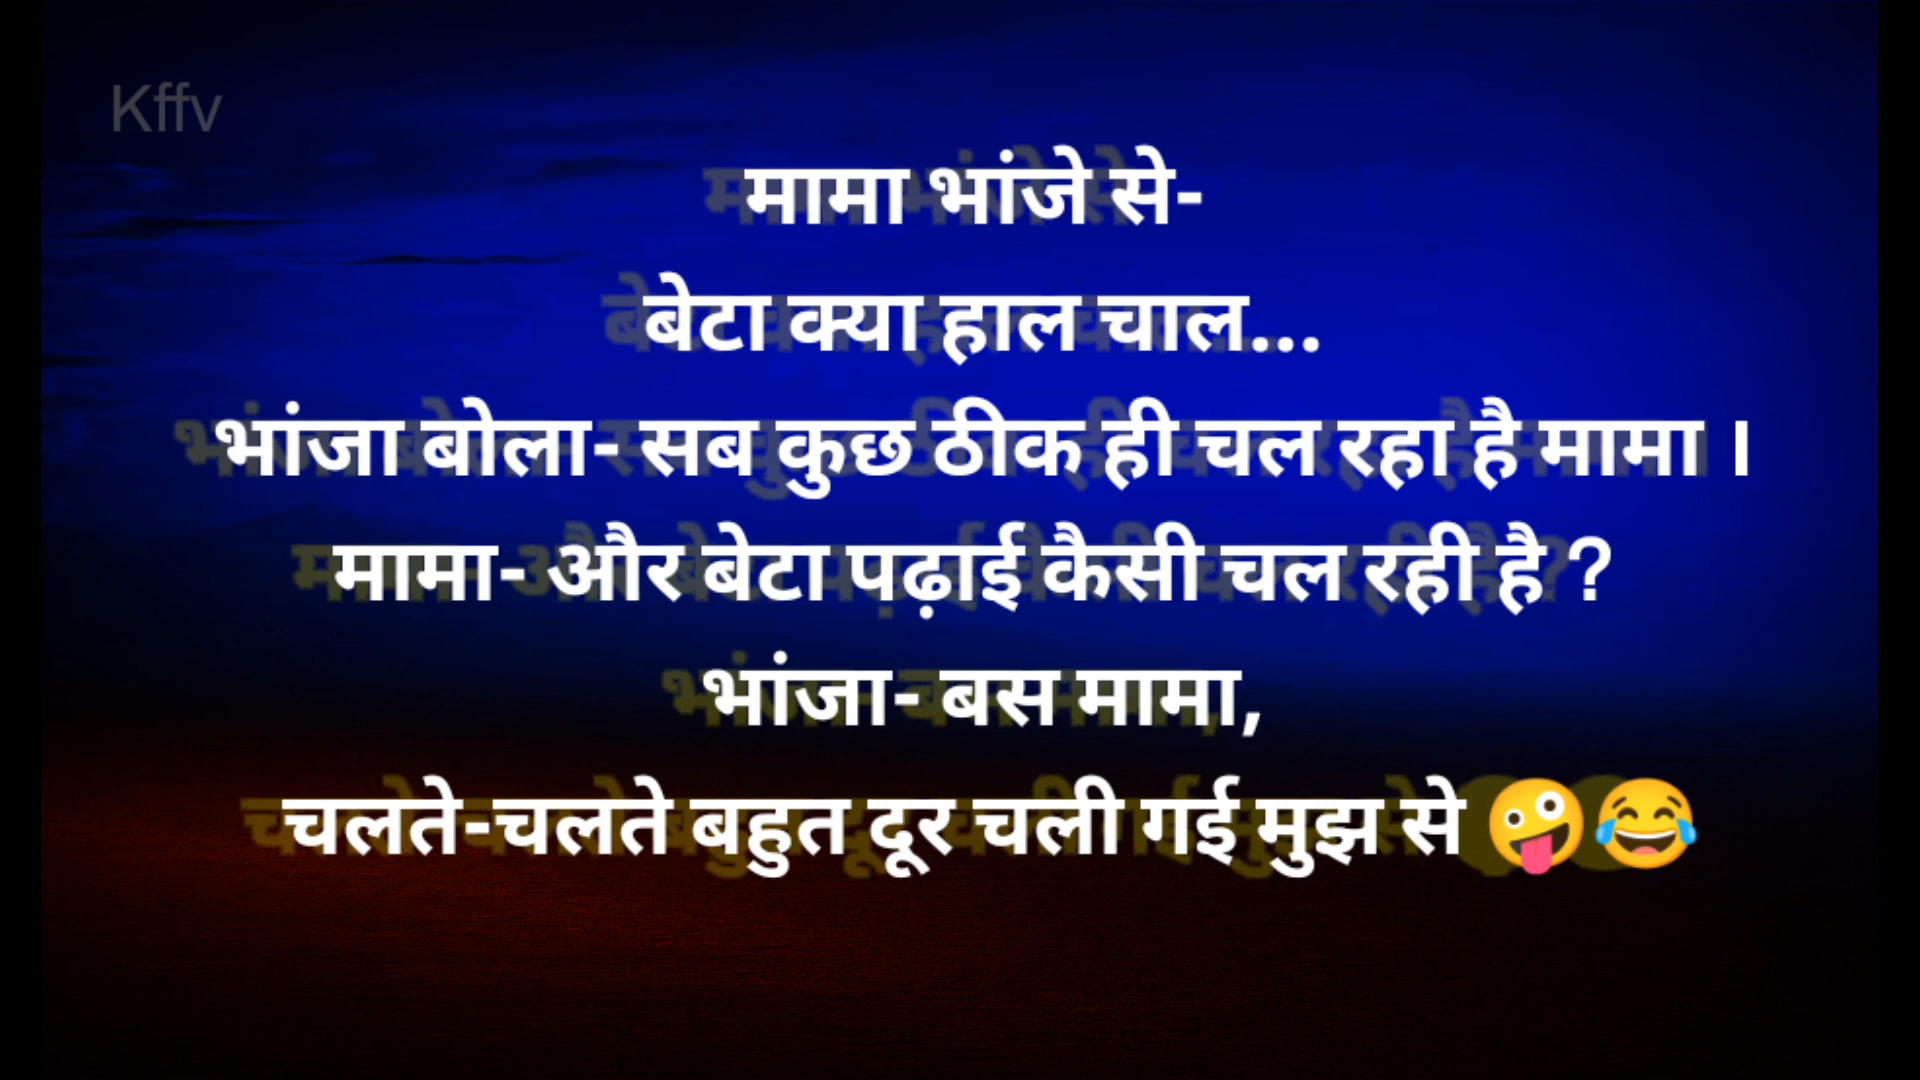 Kffv
मामा भांजे से-
बेटा क्या हाल चाल...
भांजा बोला- सब कुछ ठीक ही चल रहा है मामा ।
मामा- और बेटा पढ़ाई कैसी चल रही है ?
भांजा- बस मामा,
चलते-चलते बहुत दूर चली गई मुझ से 🤪😂